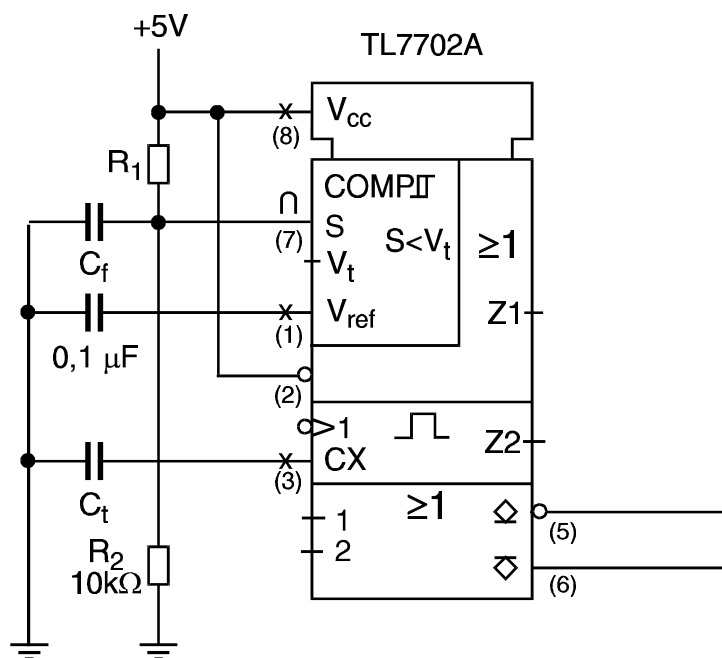 +5V
TL7702A
Vcc
(8)
R1
COMP
S
(7)
S<Vt
≥1
Cf
Vt
Vref
(1)
Z1
0,1 μF
(2)
1
Z2
CX
(3)
Ct
≥1
1
(5)
2
R2
10kΩ
(6)